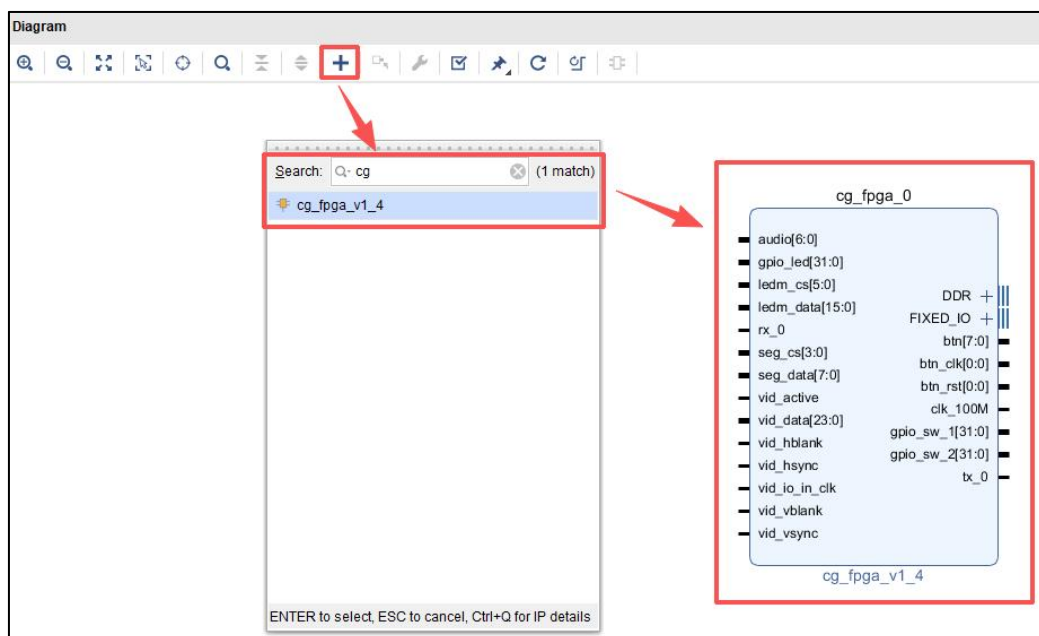 Diagram
Search: cg (1 match)
cg_fpga_v1_4
ENTER to select, ESC to cancel, Ctrl+Q for IP details
cg_fpga_0
audio[6:0]
gpio_led[31:0]
ledm_cs[5:0]
ledm_data[15:0]
rx_0
seg_cs[3:0]
seg_data[7:0]
vid_active
vid_data[23:0]
vid_hblank
vid_hsync
vid_io_in_clk
vid_vblank
vid_vsync
DDR
FIXED_IO
btn[7:0]
btn_clk[0:0]
btn_rst[0:0]
clk_100M
gpio_sw_1[31:0]
gpio_sw_2[31:0]
tx_0
cg_fpga_v1_4